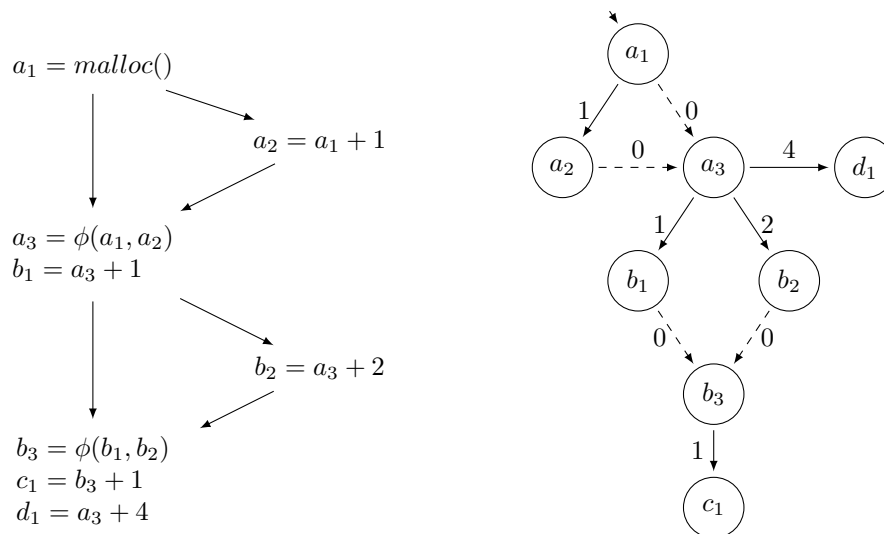 a₁ = malloc()
a₂ = a₁ + 1
a₃ = ϕ(a₁, a₂)
b₁ = a₃ + 1
b₂ = a₃ + 2
b₃ = ϕ(b₁, b₂)
c₁ = b₃ + 1
d₁ = a₃ + 4
a₁
1
0
a₂
0
a₃
4
d₁
1
2
b₁
b₂
0
0
b₃
1
c₁